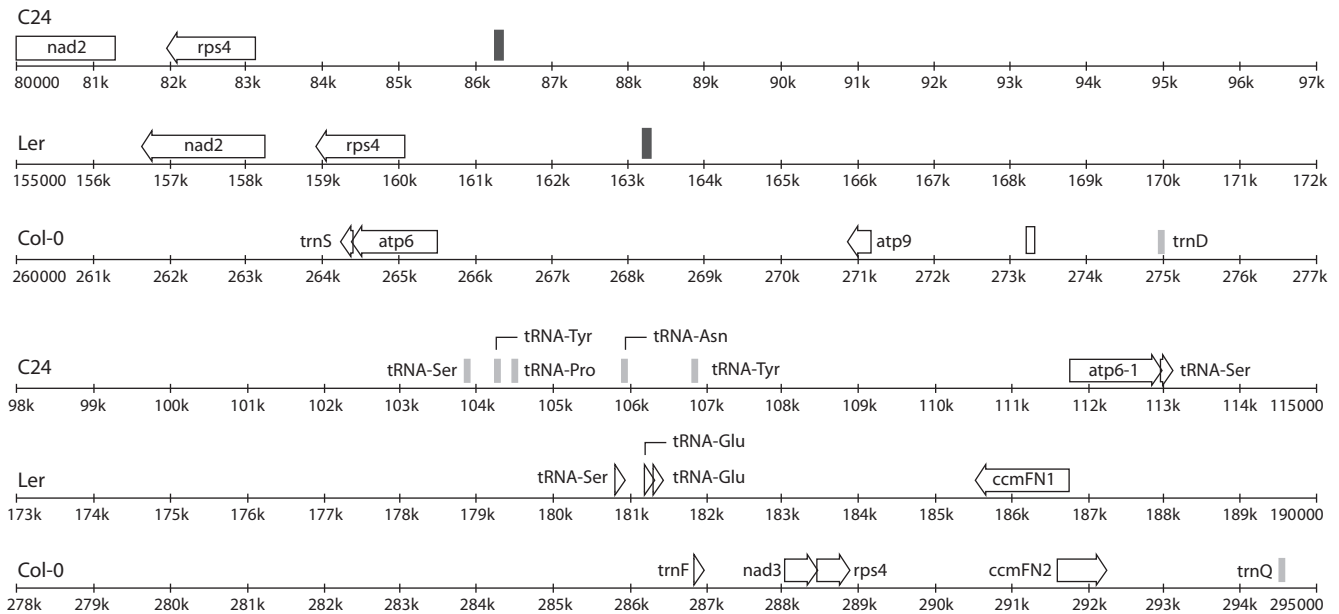 C24
nad2 rps4
80000 81k 82k 83k 84k 85k 86k 87k 88k 89k 90k 91k 92k 93k 94k 95k 96k 97k
Ler
nad2 rps4
155000 156k 157k 158k 159k 160k 161k 162k 163k 164k 165k 166k 167k 168k 169k 170k 171k 172k
Col-0
trnS atp6 atp9 trnD
260000 261k 262k 263k 264k 265k 266k 267k 268k 269k 270k 271k 272k 273k 274k 275k 276k 277k
tRNA-Tyr tRNA-Asn
C24
tRNA-Ser tRNA-Pro tRNA-Tyr atp6-1 tRNA-Ser
98k 99k 100k 101k 102k 103k 104k 105k 106k 107k 108k 109k 110k 111k 112k 113k 114k 115000
tRNA-Glu
Ler
tRNA-Ser tRNA-Glu ccmFN1
173k 174k 175k 176k 177k 178k 179k 180k 181k 182k 183k 184k 185k 186k 187k 188k 189k 190000
Col-0
trnF nad3 rps4 ccmFN2 trnQ
278k 279k 280k 281k 282k 283k 284k 285k 286k 287k 288k 289k 290k 291k 292k 293k 294k 295000